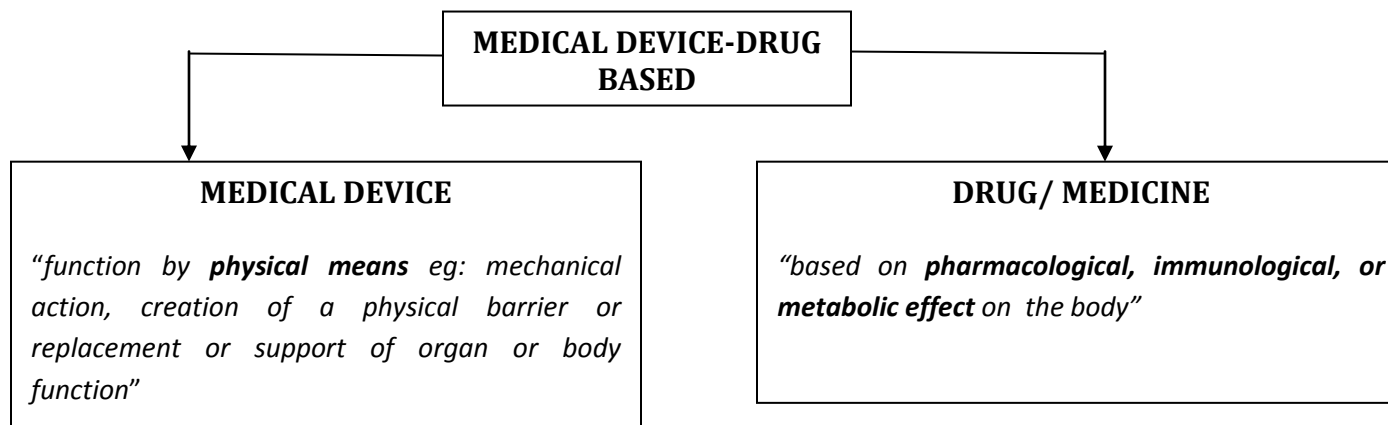 MEDICAL DEVICE-DRUG
BASED
MEDICAL DEVICE
“function by physical means eg: mechanical
action, creation of a physical barrier or
replacement or support of organ or body
function”
DRUG/ MEDICINE
“based on pharmacological, immunological, or
metabolic effect on the body”